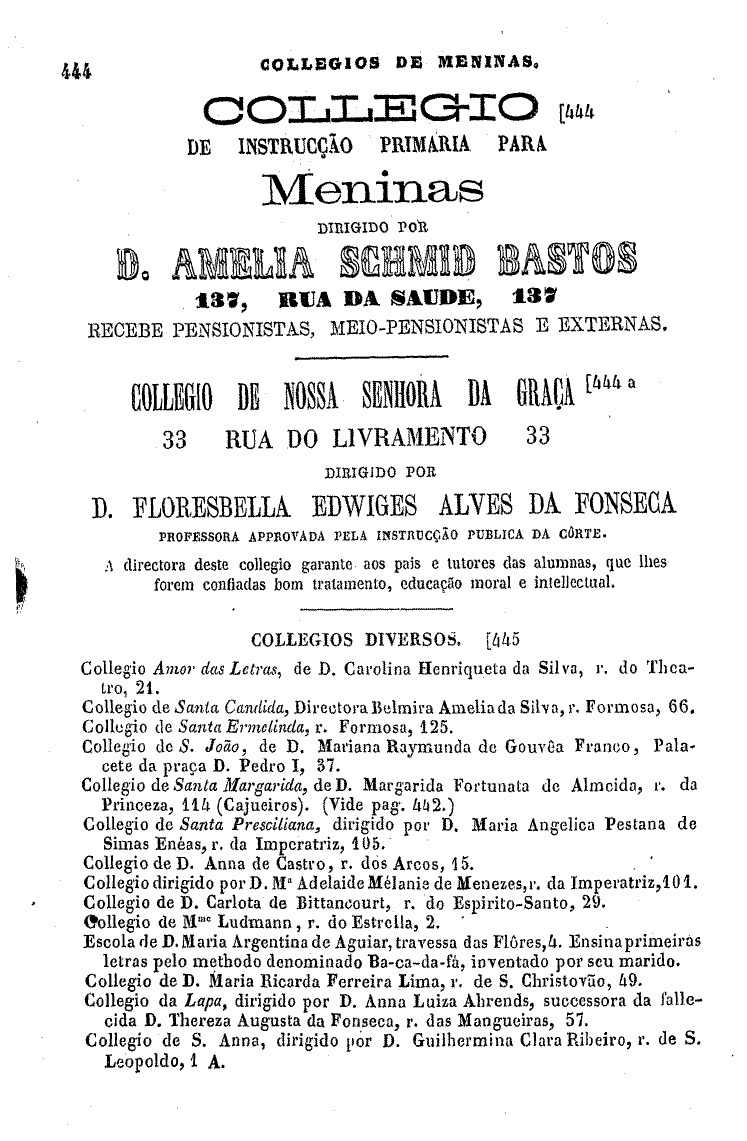 444 COLLEGIOS DE MENINAS.
COLLEGIO [444
DE INSTRUCÇÃO PRIMARIA PARA
Meninas
DIRIGIDO POR
D. AMELIA SCHMID BASTOS
137, RUA DA SAUDE, 137
RECEBE PENSIONISTAS, MEIO-PENSIONISTAS E EXTERNAS.
COLLEGIO DE NOSSA SENHORA DA GRAÇA [444 a
33 RUA DO LIVRAMENTO 33
DIRIGIDO POR
D. FLORESBELLA EDWIGES ALVES DA FONSECA
PROFESSORA APPROVADA PELA INSTRUCÇÃO PUBLICA DA CÔRTE.
A directora deste collegio garante aos pais e tutores das alumnas, que lhes
forem confiadas bom tratamento, educação moral e intellectual.
COLLEGIOS DIVERSOS. [445
Collegio Amor das Letras, de D. Carolina Henriqueta da Silva, r. do Thea-
tro, 21.
Collegio de Santa Candida, Directora Belmira Amelia da Silva, r. Formosa, 66.
Collegio de Santa Ermelinda, r. Formosa, 125.
Collegio de S. João, de D. Mariana Raymunda de Gouvêa Franco, Pala-
cete da praça D. Pedro I, 37.
Collegio de Santa Margarida, de D. Margarida Fortunata de Almeida, r. da
Princeza, 114 (Cajueiros). (Vide pag. 442.)
Collegio de Santa Presciliana, dirigido por D. Maria Angelica Pestana de
Simas Enéas, r. da Imperatriz, 105.
Collegio de D. Anna de Castro, r. dos Arcos, 15.
Collegio dirigido por D. Mª Adelaide Mélanie de Menezes, r. da Imperatriz, 101.
Collegio de D. Carlota de Bittancourt, r. do Espirito-Santo, 29.
Collegio de Mme Ludmann, r. do Estrella, 2.
Escola de D. Maria Argentina de Aguiar, travessa das Flôres, 4. Ensina primeiras
letras pelo methodo denominado Ba-ca-da-fá, inventado por seu marido.
Collegio de D. Maria Ricarda Ferreira Lima, r. de S. Christovão, 49.
Collegio da Lapa, dirigido por D. Anna Luiza Ahrends, successora da falle-
cida D. Thereza Augusta da Fonseca, r. das Mangueiras, 57.
Collegio de S. Anna, dirigido por D. Guilhermina Clara Ribeiro, r. de S.
Leopoldo, 1 A.